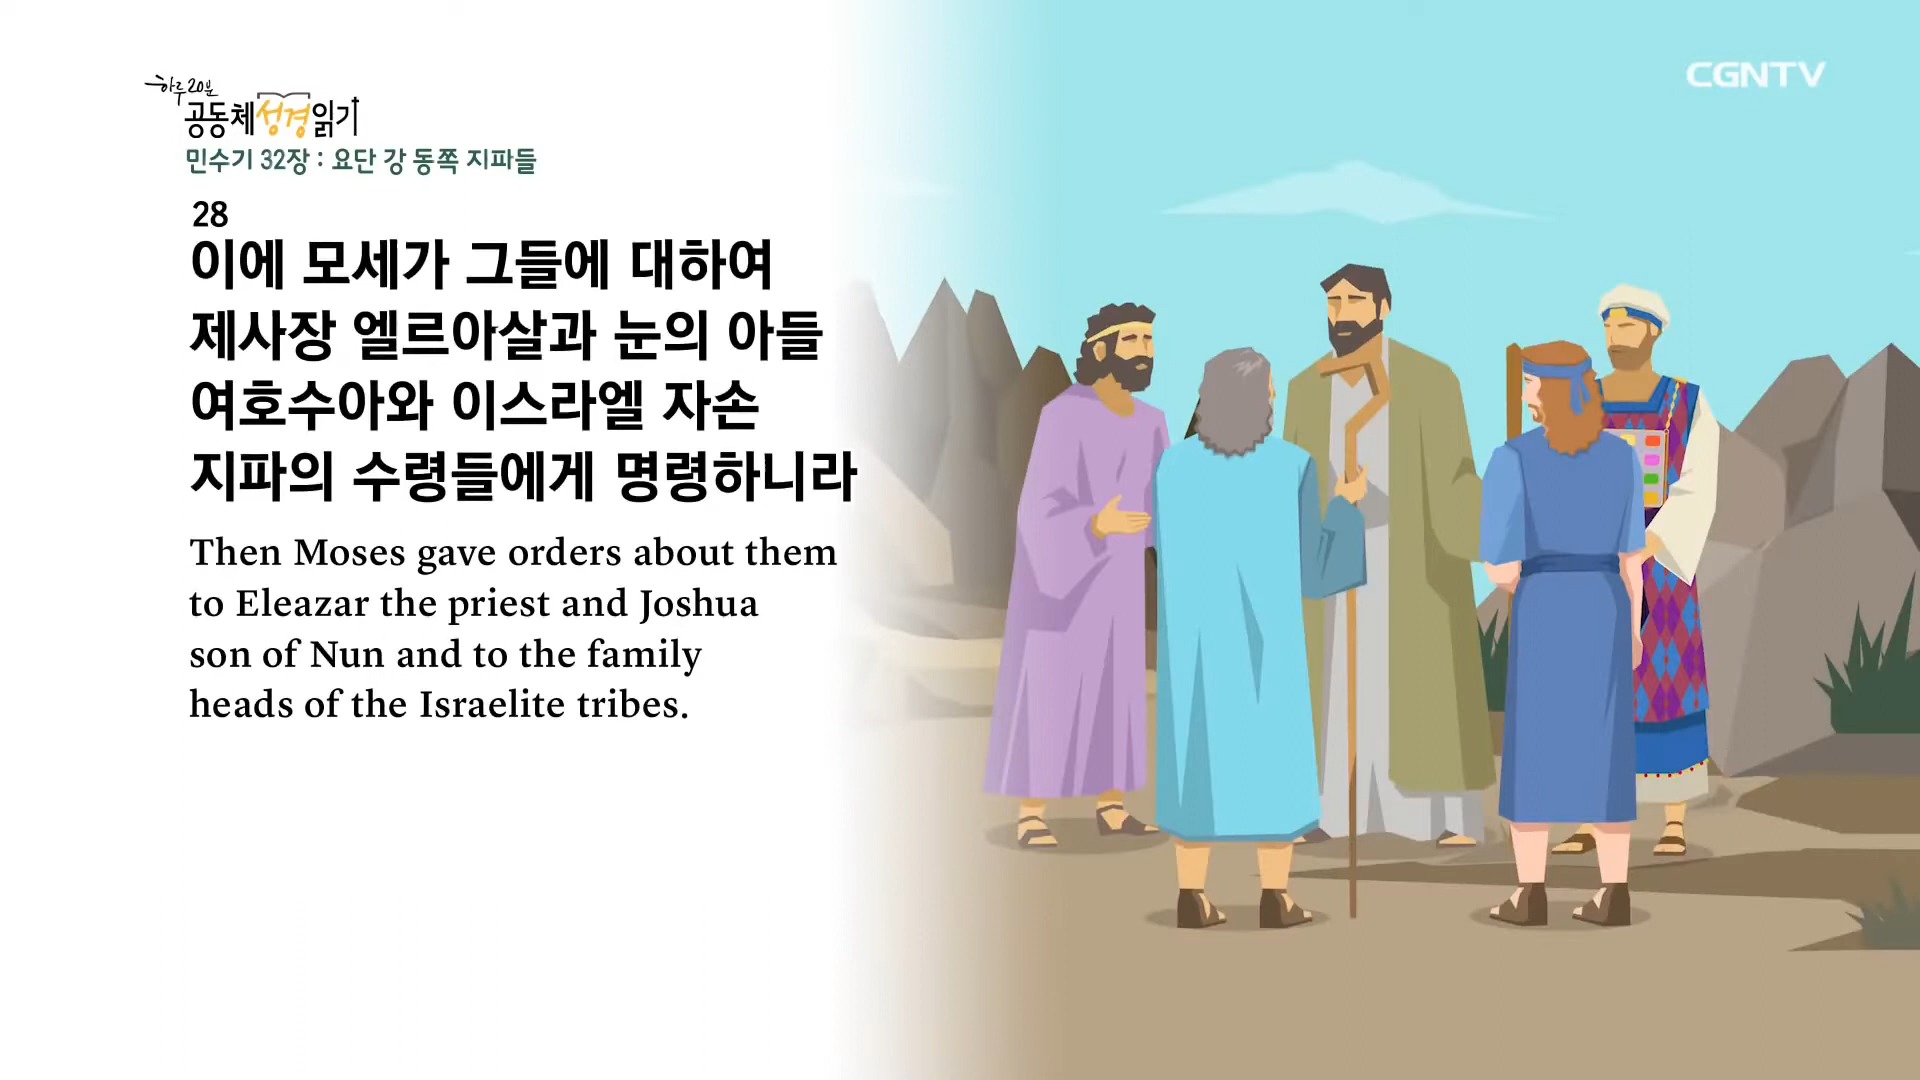 하루 20분
공동체성경읽기
민수기 32장 : 요단 강 동쪽 지파들
28
이에 모세가 그들에 대하여
제사장 엘르아살과 눈의 아들
여호수아와 이스라엘 자손
지파의 수령들에게 명령하니라
Then Moses gave orders about them
to Eleazar the priest and Joshua
son of Nun and to the family
heads of the Israelite tribes.
CGNTV